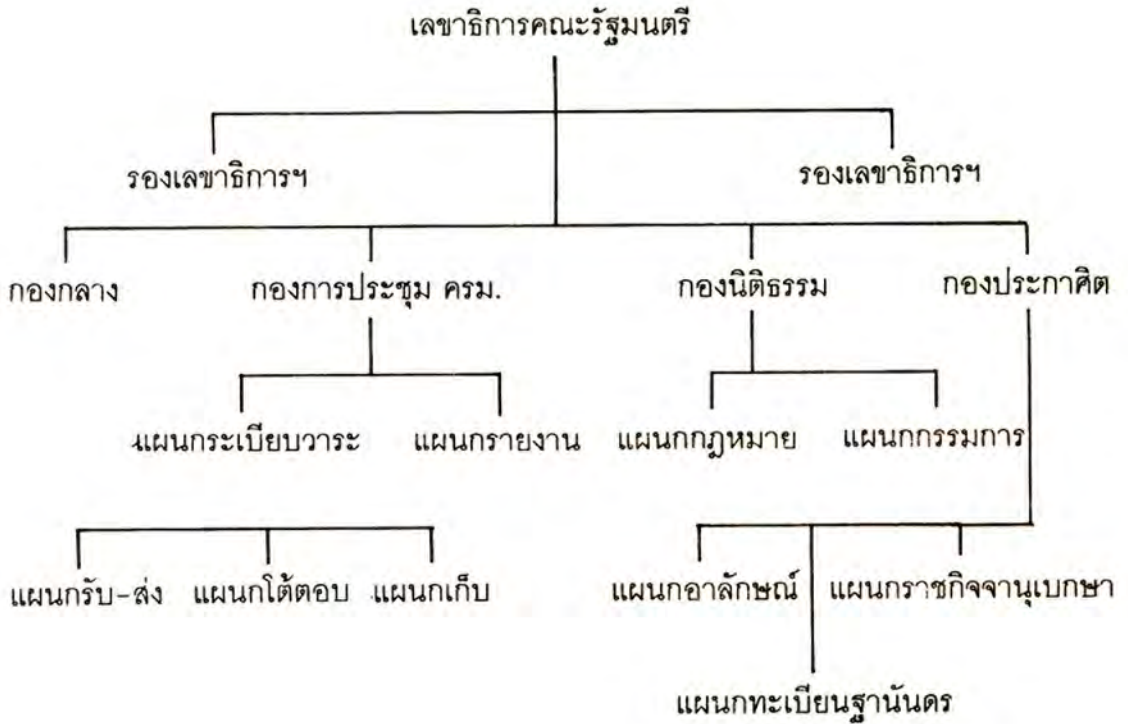 เลขาธิการคณะรัฐมนตรี
รองเลขาธิการฯ รองเลขาธิการฯ
กองกลาง กองการประชุม ครม. กองนิติธรรม กองประกาศิต
แผนกระเบียบวาระ แผนกรายงาน แผนกกฎหมาย แผนกกรรมการ
แผนกรับ-ส่ง แผนกโต้ตอบ แผนกเก็บ แผนกอาลักษณ์ แผนกราชกิจจานุเบกษา
แผนกทะเบียนฐานันดร